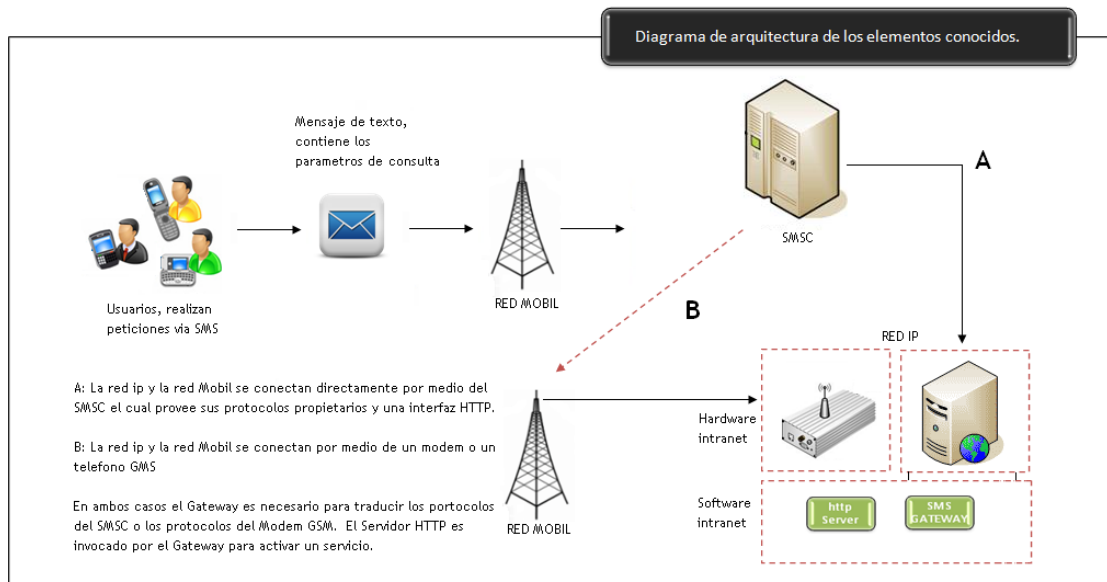 Diagrama de arquitectura de los elementos conocidos.
Mensaje de texto,
contiene los
parametros de consulta
A
SMSC
Usuarios, realizan
peticiones via SMS
RED MOBIL
B
RED IP
A: La red ip y la red Mobil se conectan directamente por medio del
SMSC el cual provee sus protocolos propietarios y una interfaz HTTP.
B: La red ip y la red Mobil se conectan por medio de un modem o un
telefono GMS
En ambos casos el Gateway es necesario para traducir los portocolos
del SMSC o los protocolos del Modem GSM. El Servidor HTTP es
invocado por el Gateway para activar un servicio.
RED MOBIL
Hardware
intranet
Software
intranet
http
Server
SMS
GATEWAY